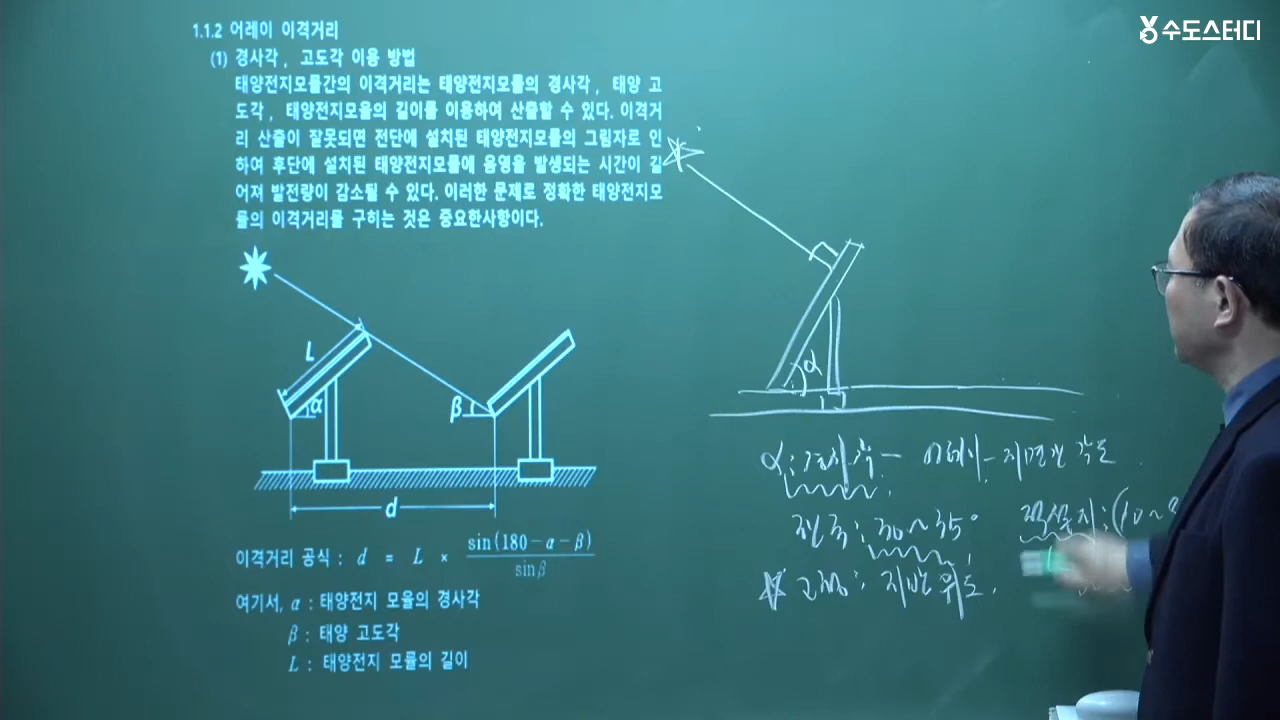 수도스터디
1.1.2 어레이 이격거리
(1) 경사각, 고도각 이용 방법
태양전지모듈간의 이격거리는 태양전지모듈의 경사각, 태양 고
도각, 태양전지모율의 길이를 이용하여 산출할 수 있다. 이격거
리 산출이 잘못되면 전단에 설치된 태양전지모듈의 그림자로 인
하여 후단에 설치된 태양전지모듈에 음영을 발생되는 시간이 길
어져 발전량이 감소될 수 있다. 이러한 문제로 정확한 태양전지모
듈의 이격거리를 구히는 것은 중요한사항이다.
L
α
β
d
이격거리 공식 : d = L × sin(180-α-β) / sinβ
여기서, α : 태양전지 모율의 경사각
β : 태양 고도각
L : 태양전지 모듈의 길이
α
α : 경사각 - 어레이 - 지면간 각도
30~35°